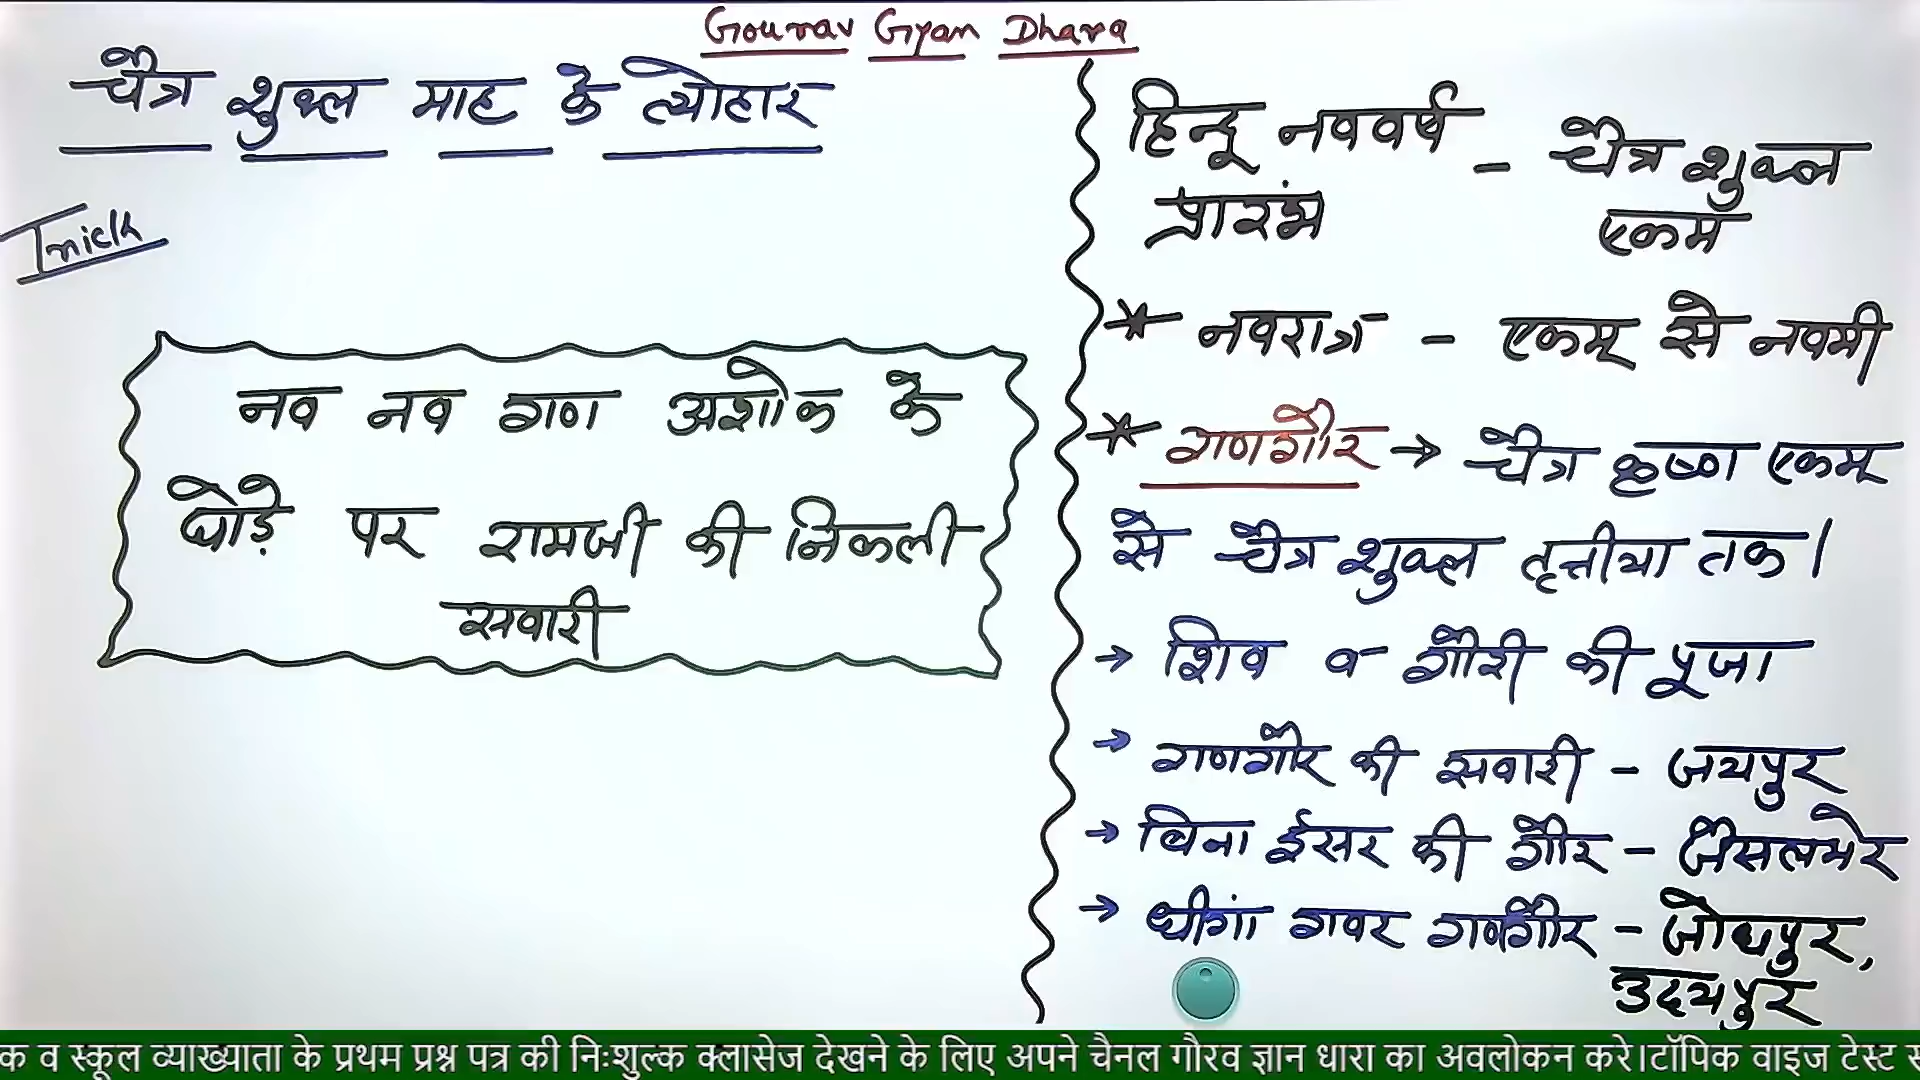 Gourav Gyan Dhara
चैत्र शुक्ल माह के त्योहार
Trick
नव नव गण अशोक के
घोड़े पर रामजी की निकली
सवारी
हिन्दू नववर्ष - चैत्र शुक्ल
प्रारंभ एकम
* नवरात्र - एकम् से नवमी
* गणगौर → चैत्र कृष्ण एकम्
से चैत्र शुक्ल तृत्तीया तक।
→ शिव व गौरी की पूजा
→ गणगौर की सवारी - जयपुर
→ बिना ईसर की गौर - जैसलमेर
→ धींगा गवर गणगौर - जोधपुर,
उदयपुर
क व स्कूल व्याख्याता के प्रथम प्रश्न पत्र की निःशुल्क क्लासेज देखने के लिए अपने चैनल गौरव ज्ञान धारा का अवलोकन करे।टॉपिक वाइज टेस्ट